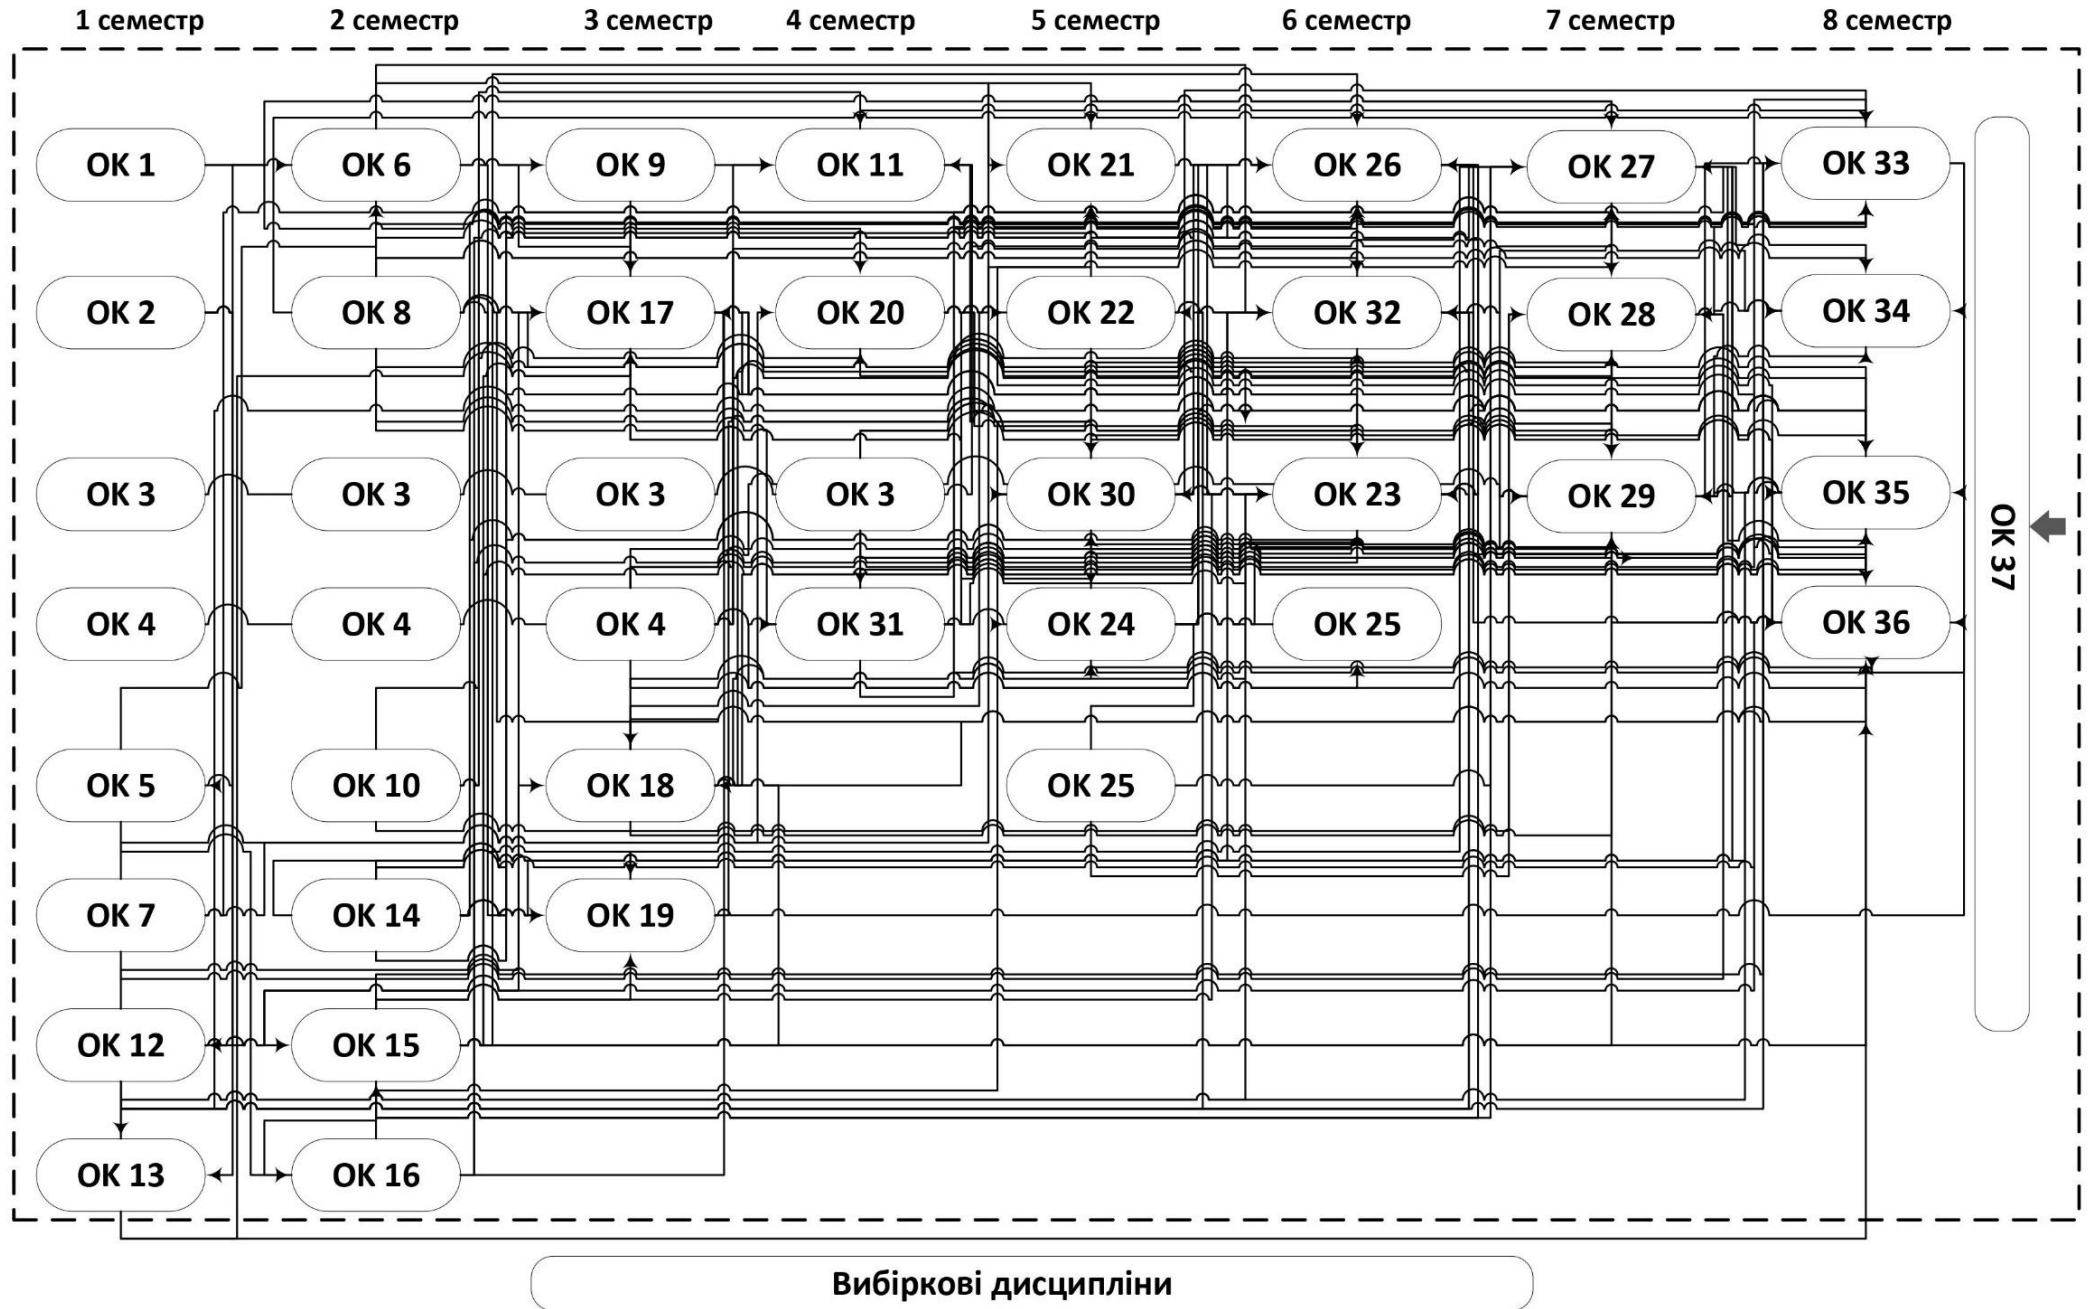 1 семестр 2 семестр 3 семестр 4 семестр 5 семестр 6 семестр 7 семестр 8 семестр
ОК 1 ОК 6 ОК 9 ОК 11 ОК 21 ОК 26 ОК 27 ОК 33
ОК 2 ОК 8 ОК 17 ОК 20 ОК 22 ОК 32 ОК 28 ОК 34
ОК 3 ОК 3 ОК 3 ОК 3 ОК 30 ОК 23 ОК 29 ОК 35
ОК 37
ОК 4 ОК 4 ОК 4 ОК 31 ОК 24 ОК 25 ОК 36
ОК 5 ОК 10 ОК 18 ОК 25
ОК 7 ОК 14 ОК 19
ОК 12 ОК 15
ОК 13 ОК 16
Вибіркові дисципліни